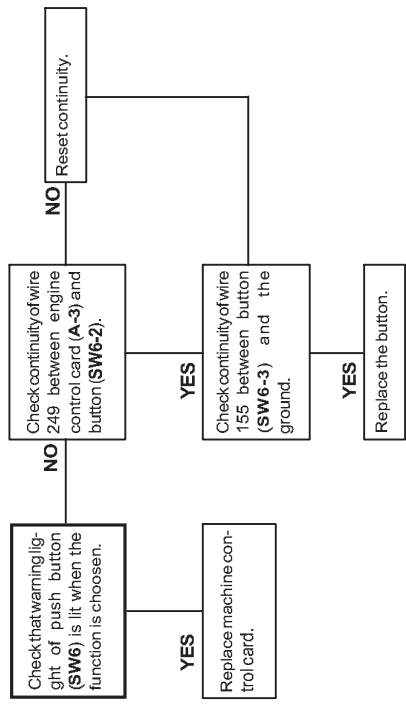 Check that warning lig-
ght of push button
(SW6) is lit when the
function is choosen.
NO
Check continuity of wire
249 between engine
control card (A-3) and
button (SW6-2).
NO
Reset continuity.
YES
Replace machine con-
trol card.
YES
Check continuity of wire
155 between button
(SW6-3) and the
ground.
YES
Replace the button.